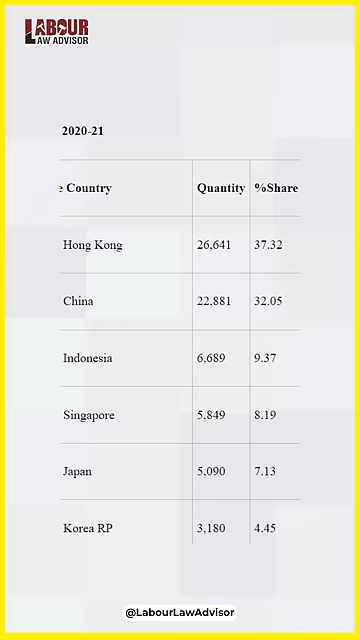 LABOUR
LAW ADVISOR
2020-21
e Country Quantity %Share
Hong Kong 26,641 37.32
China 22,881 32.05
Indonesia 6,689 9.37
Singapore 5,849 8.19
Japan 5,090 7.13
Korea RP 3,180 4.45
@LabourLawAdvisor